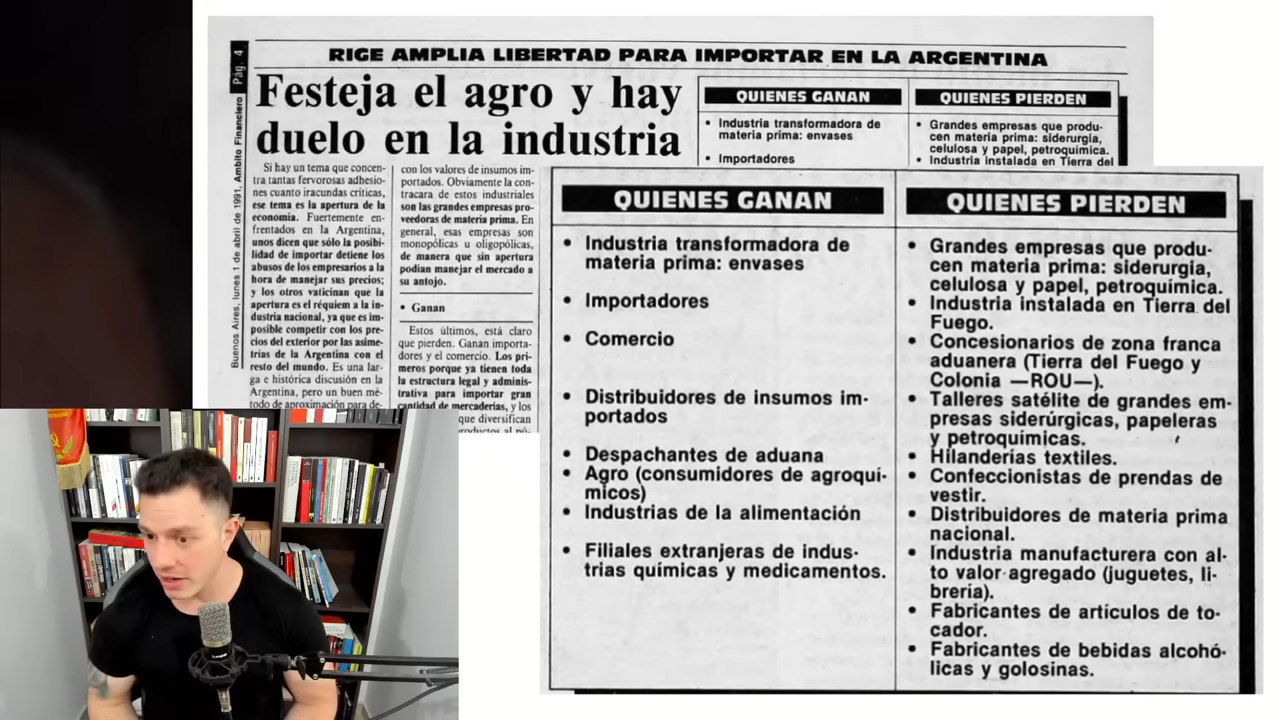 RIGE AMPLIA LIBERTAD PARA IMPORTAR EN LA ARGENTINA
Buenos Aires, lunes 1 de abril de 1991, Ambito Financiero Pág. 4
Festeja el agro y hay
duelo en la industria
Si hay un tema que concen-
tra tantas fervorosas adhesio-
nes cuanto iracundas críticas,
ese tema es la apertura de la
economía. Fuertemente en-
frentados en la Argentina,
unos dicen que sólo la posibi-
lidad de importar detiene los
abusos de los empresarios a la
hora de manejar sus precios;
y los otros vaticinan que la
apertura es el réquiem a la in-
dustria nacional, ya que es im-
posible competir con los pre-
cios del exterior por las asime-
trías de la Argentina con el
resto del mundo. Es una lar-
ga e histórica discusión en la
Argentina, pero un buen mé-
todo de aproximación para de-
con los valores de insumos im-
portados. Obviamente la con-
tracara de estos industriales
son las grandes empresas pro-
veedoras de materia prima. En
general, esas empresas son
monopólicas u oligopólicas,
de manera que sin apertura
podían manejar el mercado a
su antojo.
• Ganan
Estos últimos, está claro
que pierden. Ganan importa-
dores y el comercio. Los pri-
meros porque ya tienen toda
la estructura legal y adminis-
trativa para importar gran
cantidad de mercaderías, y los
que diversifican
QUIENES GANAN
• Industria transformadora de
materia prima: envases
• Importadores
QUIENES PIERDEN
• Grandes empresas que produ-
cen materia prima: siderurgia,
celulosa y papel, petroquímica.
• Industria instalada en Tierra del
QUIENES GANAN
• Industria transformadora de
materia prima: envases
• Importadores
• Comercio
• Distribuidores de insumos im-
portados
• Despachantes de aduana
• Agro (consumidores de agroquí-
micos)
• Industrias de la alimentación
• Filiales extranjeras de indus-
trias químicas y medicamentos.
QUIENES PIERDEN
• Grandes empresas que produ-
cen materia prima: siderurgia,
celulosa y papel, petroquímica.
• Industria instalada en Tierra del
Fuego.
• Concesionarios de zona franca
aduanera (Tierra del Fuego y
Colonia —ROU—).
• Talleres satélite de grandes em-
presas siderúrgicas, papeleras
y petroquímicas.
• Hilanderías textiles.
• Confeccionistas de prendas de
vestir.
• Distribuidores de materia prima
nacional.
• Industria manufacturera con al-
to valor agregado (juguetes, li-
brería).
• Fabricantes de artículos de to-
cador.
• Fabricantes de bebidas alcohó-
licas y golosinas.